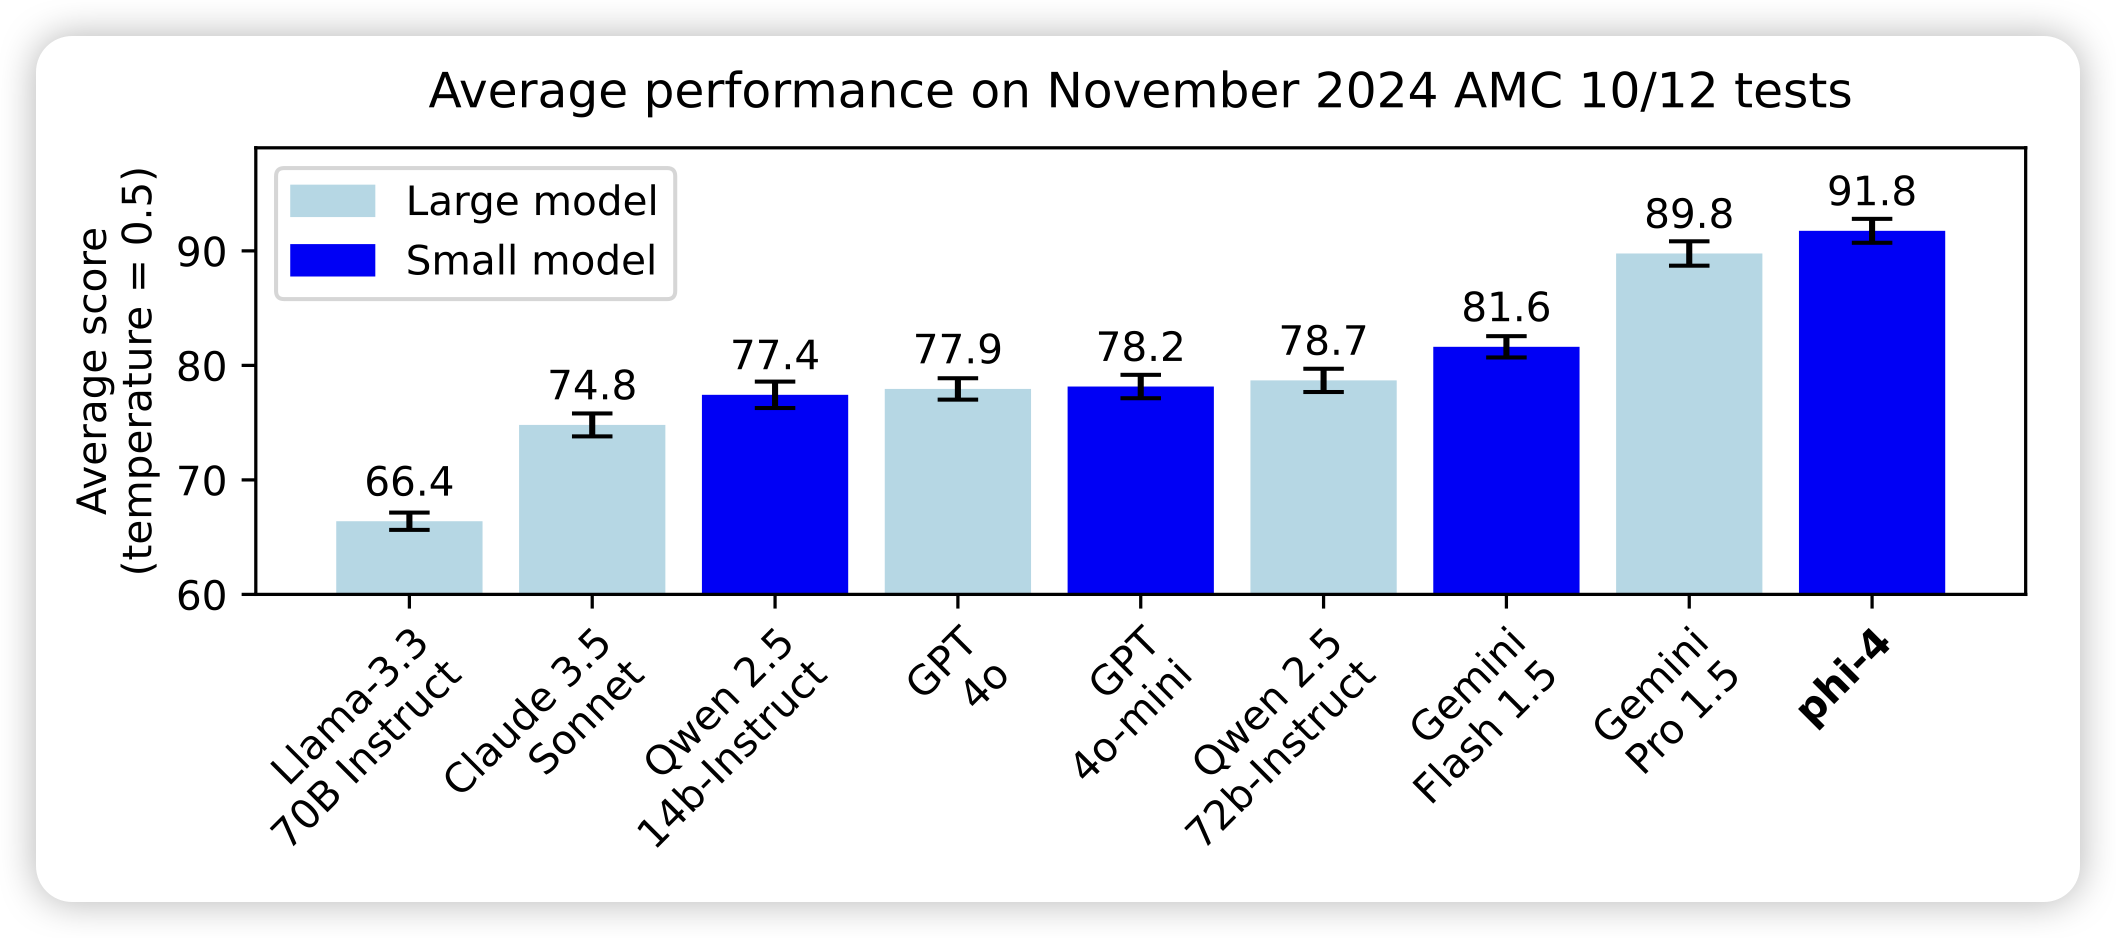 Average performance on November 2024 AMC 10/12 tests
Average score
(temperature = 0.5)
90
80
70
60
Large model
Small model
66.4
74.8
77.4
77.9
78.2
78.7
81.6
89.8
91.8
Llama-3.3
70B Instruct
Claude 3.5
Sonnet
Qwen 2.5
14b-Instruct
GPT
4o
GPT
4o-mini
Qwen 2.5
72b-Instruct
Gemini
Flash 1.5
Gemini
Pro 1.5
phi-4